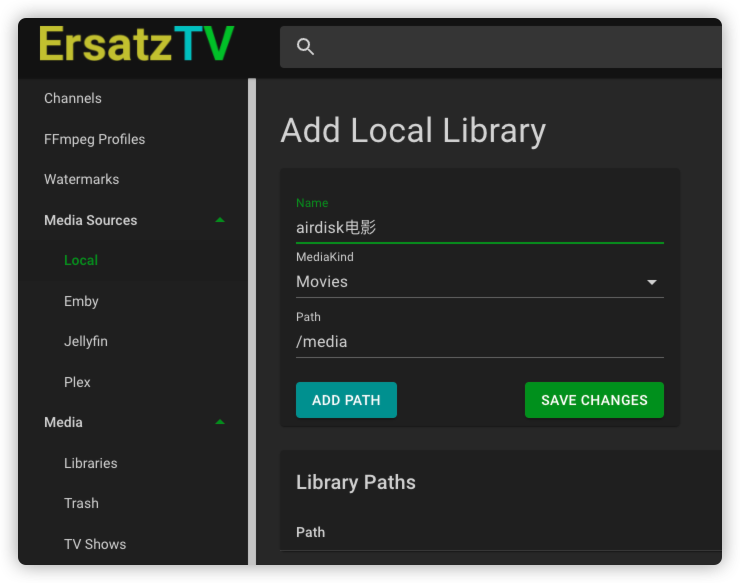 ErsatzTV
Channels
FFmpeg Profiles
Watermarks
Media Sources
Local
Emby
Jellyfin
Plex
Media
Libraries
Trash
TV Shows
Add Local Library
Name
airdisk电影
MediaKind
Movies
Path
/media
ADD PATH
SAVE CHANGES
Library Paths
Path